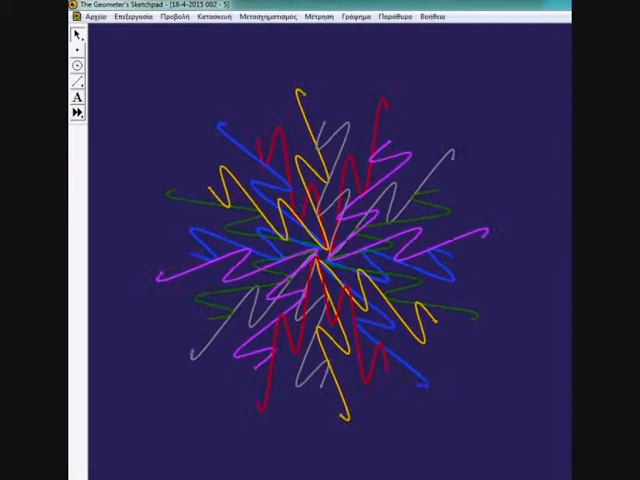 The Geometer's Sketchpad - [18-4-2015 002 - 5]
Αρχείο Επεξεργασία Προβολή Κατασκευή Μετασχηματισμός Μέτρηση Γράφημα Παράθυρο Βοήθεια
A